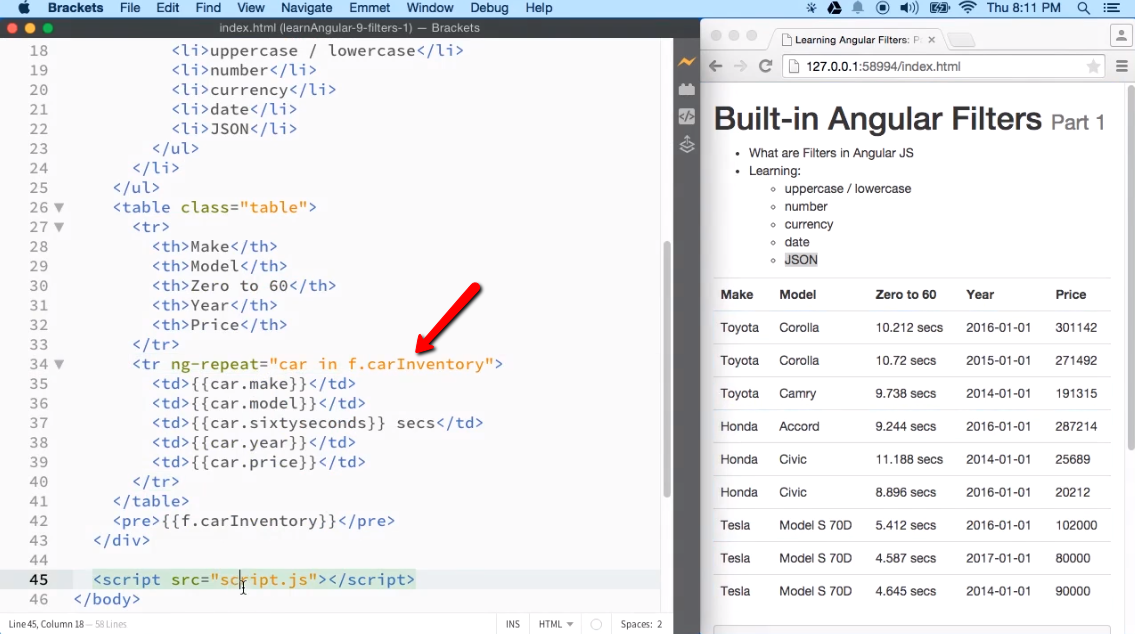 Brackets File Edit Find View Navigate Emmet Window Debug Help Thu 8:11 PM
index.html (learnAngular-9-filters-1) — Brackets
18 <li>uppercase / lowercase</li>
19 <li>number</li>
20 <li>currency</li>
21 <li>date</li>
22 <li>JSON</li>
23 </ul>
24 </li>
25 </ul>
26 <table class="table">
27 <tr>
28 <th>Make</th>
29 <th>Model</th>
30 <th>Zero to 60</th>
31 <th>Year</th>
32 <th>Price</th>
33 </tr>
34 <tr ng-repeat="car in f.carInventory">
35 <td>{{car.make}}</td>
36 <td>{{car.model}}</td>
37 <td>{{car.sixtyseconds}} secs</td>
38 <td>{{car.year}}</td>
39 <td>{{car.price}}</td>
40 </tr>
41 </table>
42 <pre>{{f.carInventory}}</pre>
43 </div>
44
45 <script src="script.js"></script>
46 </body>
Line 45, Column 18 — 58 Lines
INS HTML Spaces: 2
Learning Angular Filters: P
127.0.0.1:58994/index.html
Built-in Angular Filters Part 1
What are Filters in Angular JS
Learning:
uppercase / lowercase
number
currency
date
JSON
Make Model Zero to 60 Year Price
Toyota Corolla 10.212 secs 2016-01-01 301142
Toyota Corolla 10.72 secs 2015-01-01 271492
Toyota Camry 9.738 secs 2014-01-01 191315
Honda Accord 9.244 secs 2016-01-01 287214
Honda Civic 11.188 secs 2014-01-01 25689
Honda Civic 8.896 secs 2016-01-01 20212
Tesla Model S 70D 5.412 secs 2016-01-01 102000
Tesla Model S 70D 4.587 secs 2017-01-01 80000
Tesla Model S 70D 4.645 secs 2014-01-01 90000